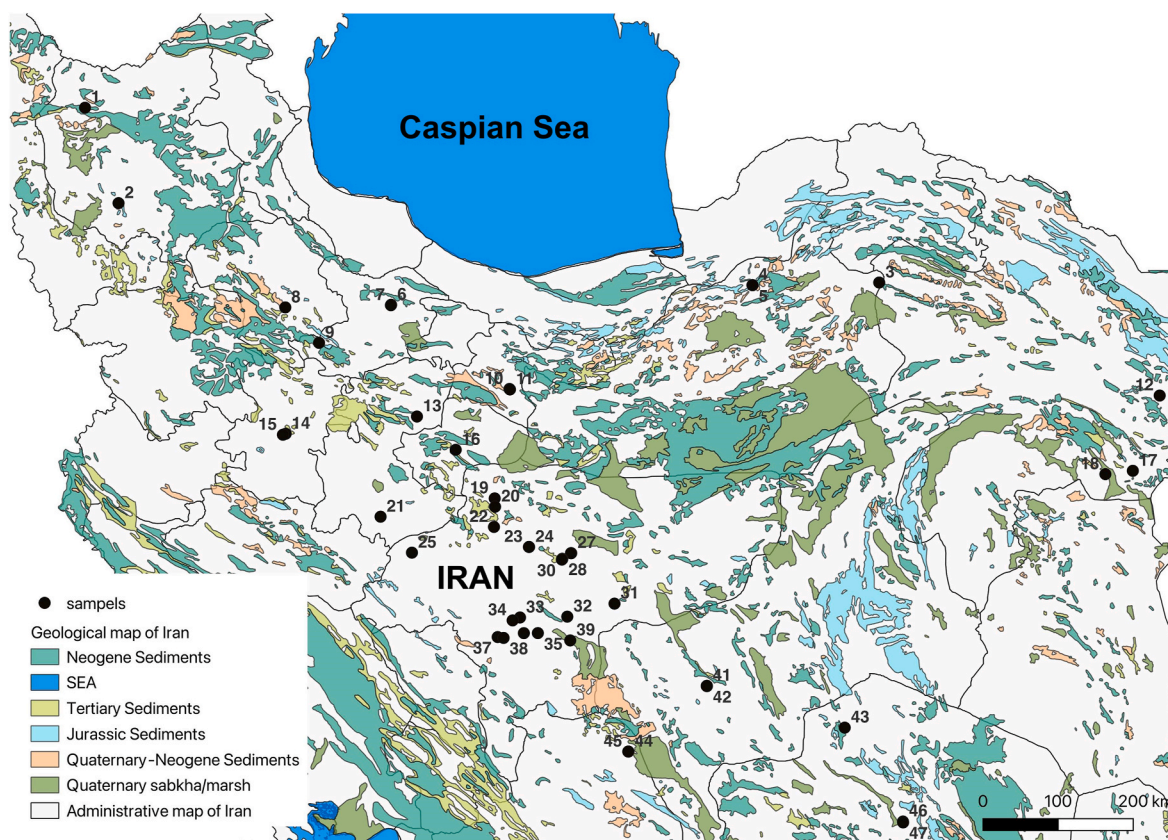 Caspian Sea
1
2
3
4
5
7 6
8
9
10 11
12
13
15 14
16
17
18
19 20
21
22
23 24
25
27
30 28
IRAN
31
32
34 33
39
37 38 35
41
42
43
45 44
46
47
sampels
Geological map of Iran
Neogene Sediments
SEA
Tertiary Sediments
Jurassic Sediments
Quaternary-Neogene Sediments
Quaternary sabkha/marsh
Administrative map of Iran
0 100 200 km